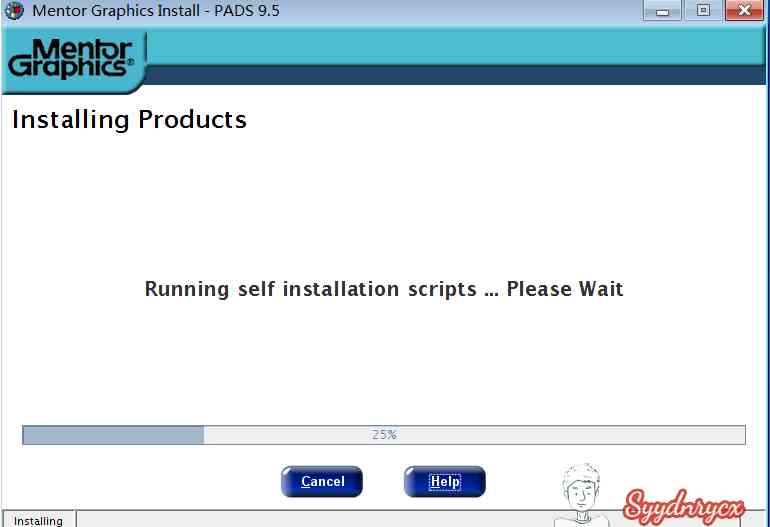 Mentor Graphics Install - PADS 9.5
Mentor
Graphics®
Installing Products
Running self installation scripts ... Please Wait
25%
Cancel
Help
Syydnrycx
Installing